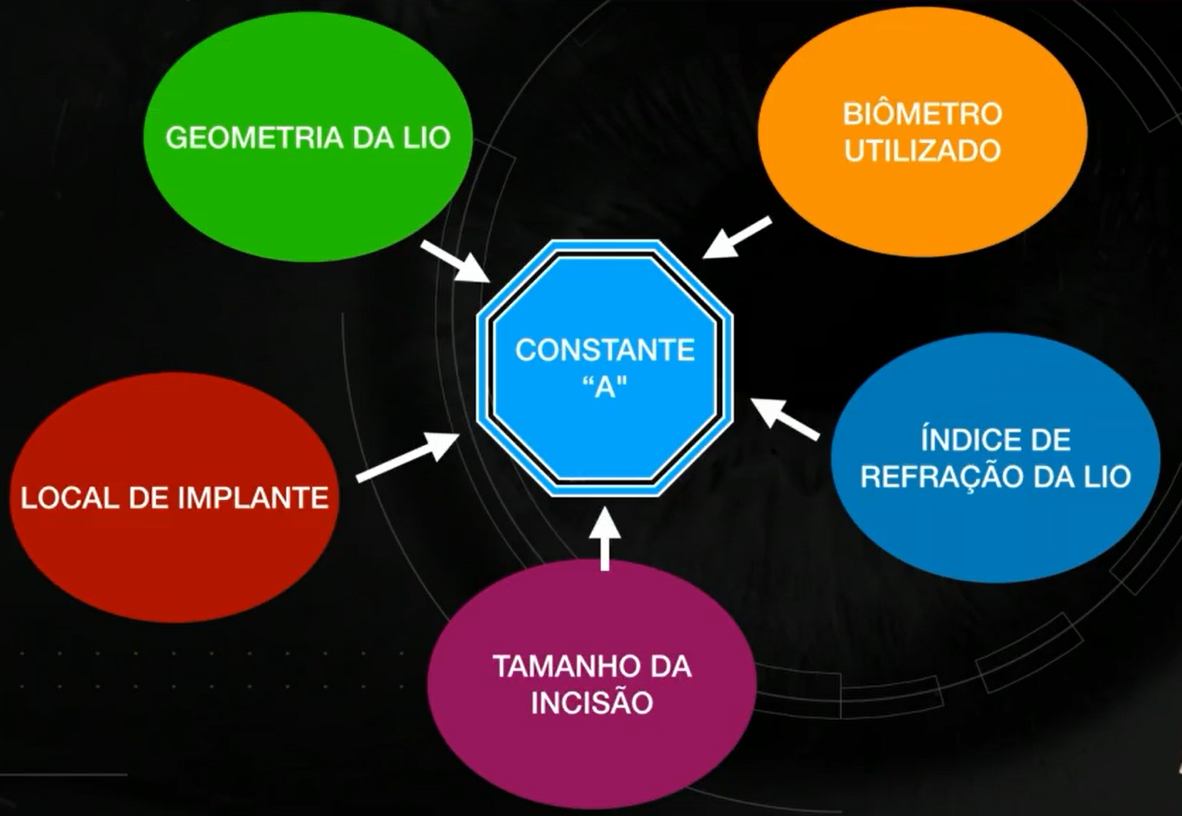 GEOMETRIA DA LIO
BIÔMETRO
UTILIZADO
CONSTANTE
“A"
LOCAL DE IMPLANTE
ÍNDICE DE
REFRAÇÃO DA LIO
TAMANHO DA
INCISÃO